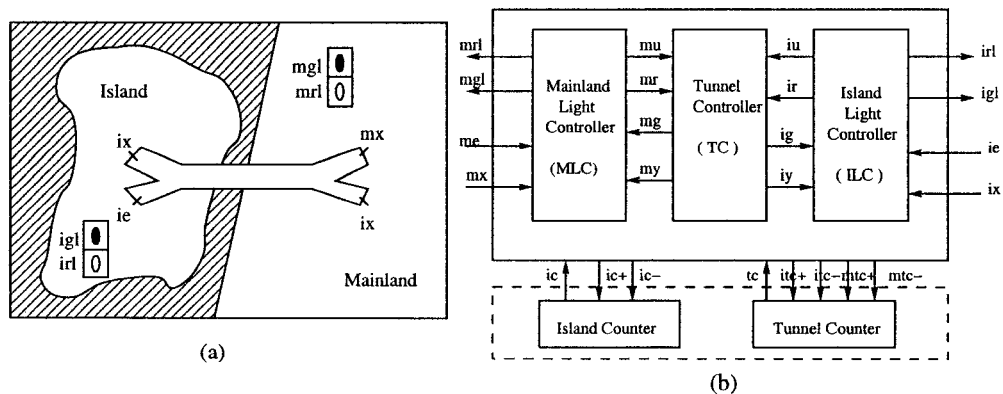 mgl
mrl
Island
ix
mx
ie
ix
igl
irl
Mainland
(a)
mrl
mgl
me
mx
Mainland
Light
Controller
(MLC)
mu
mr
mg
my
Tunnel
Controller
( TC )
iu
ir
ig
iy
Island
Light
Controller
( ILC )
irl
igl
ie
ix
ic
ic+
ic−
tc
itc+
itc−
mtc+
mtc−
Island Counter
Tunnel Counter
(b)